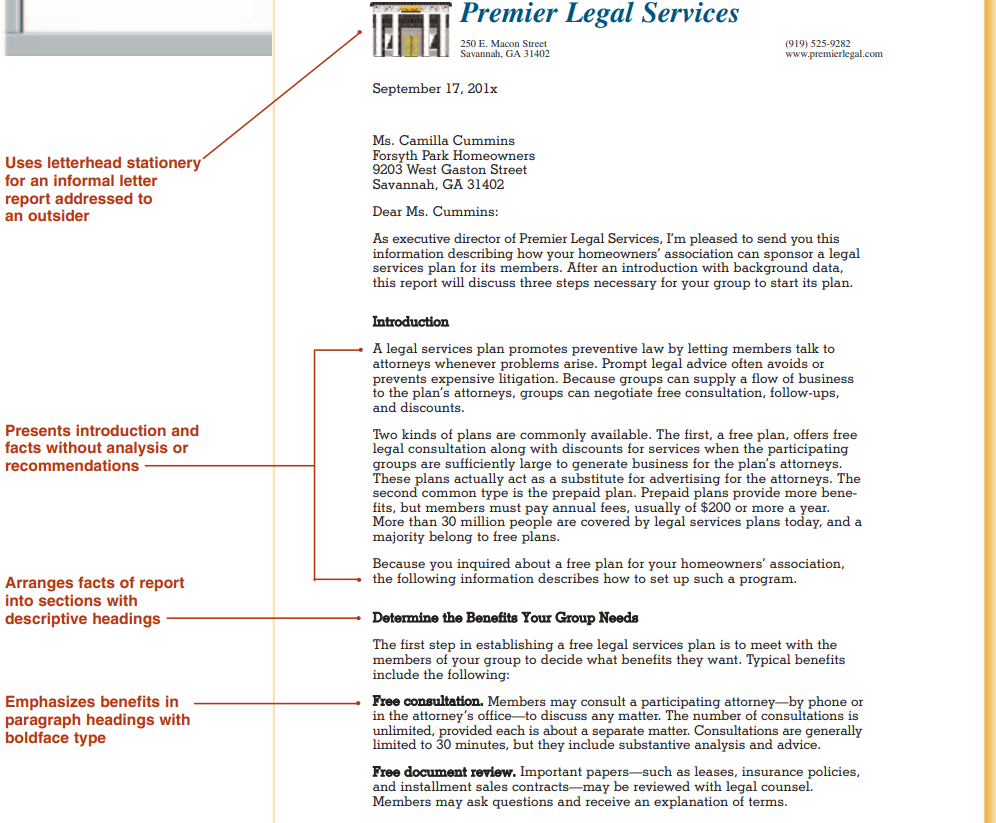 Premier Legal Services
250 E. Macon Street
Savannah, GA 31402
(919) 525-9282
www.premierlegal.com
September 17, 201x
Ms. Camilla Cummins
Forsyth Park Homeowners
9203 West Gaston Street
Savannah, GA 31402
Dear Ms. Cummins:
As executive director of Premier Legal Services, I'm pleased to send you this
information describing how your homeowners' association can sponsor a legal
services plan for its members. After an introduction with background data,
this report will discuss three steps necessary for your group to start its plan.
Introduction
A legal services plan promotes preventive law by letting members talk to
attorneys whenever problems arise. Prompt legal advice often avoids or
prevents expensive litigation. Because groups can supply a flow of business
to the plan's attorneys, groups can negotiate free consultation, follow-ups,
and discounts.
Two kinds of plans are commonly available. The first, a free plan, offers free
legal consultation along with discounts for services when the participating
groups are sufficiently large to generate business for the plan's attorneys.
These plans actually act as a substitute for advertising for the attorneys. The
second common type is the prepaid plan. Prepaid plans provide more bene-
fits, but members must pay annual fees, usually of $200 or more a year.
More than 30 million people are covered by legal services plans today, and a
majority belong to free plans.
Because you inquired about a free plan for your homeowners' association,
the following information describes how to set up such a program.
Determine the Benefits Your Group Needs
The first step in establishing a free legal services plan is to meet with the
members of your group to decide what benefits they want. Typical benefits
include the following:
Free consultation. Members may consult a participating attorney—by phone or
in the attorney's office—to discuss any matter. The number of consultations is
unlimited, provided each is about a separate matter. Consultations are generally
limited to 30 minutes, but they include substantive analysis and advice.
Free document review. Important papers—such as leases, insurance policies,
and installment sales contracts—may be reviewed with legal counsel.
Members may ask questions and receive an explanation of terms.
Uses letterhead stationery
for an informal letter
report addressed to
an outsider
Presents introduction and
facts without analysis or
recommendations
Arranges facts of report
into sections with
descriptive headings
Emphasizes benefits in
paragraph headings with
boldface type